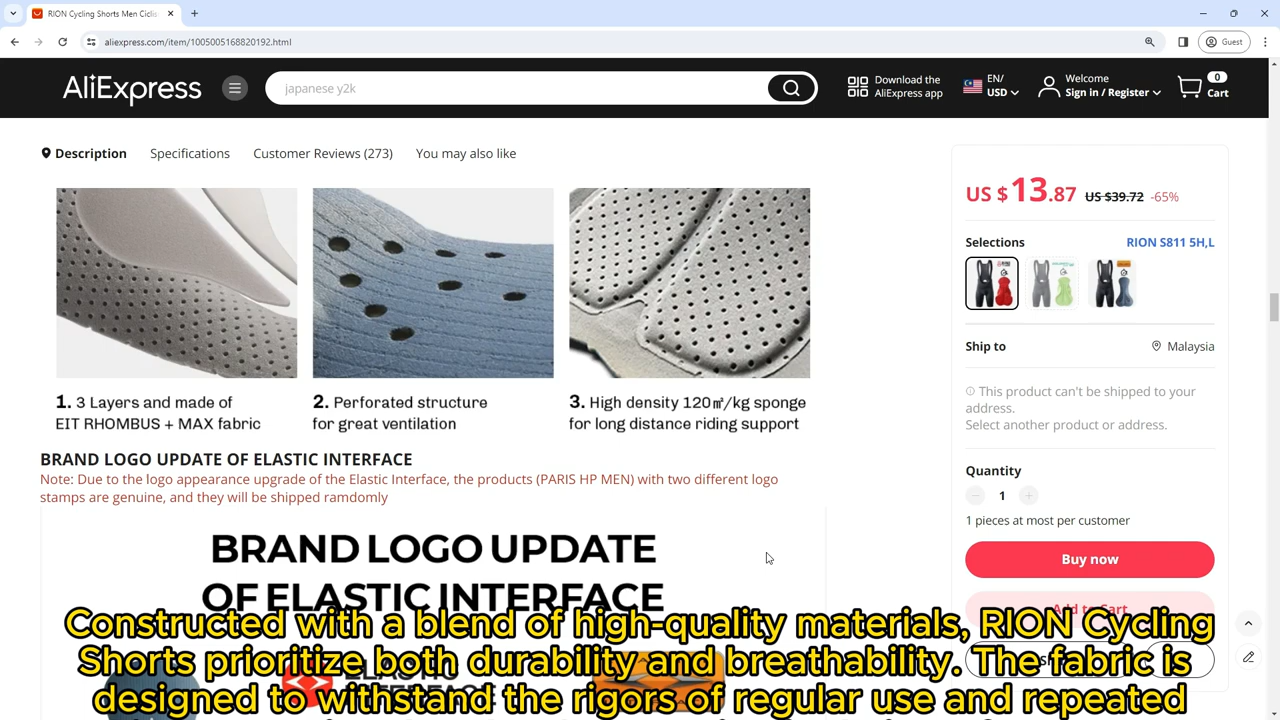 RION Cycling Shorts Men Ciclis
aliexpress.com/item/1005005168820192.html
Guest
AliExpress
japanese y2k
Download the
AliExpress app
EN/
USD
Welcome
Sign in / Register
0
Cart
Description
Specifications
Customer Reviews (273)
You may also like
1. 3 Layers and made of
EIT RHOMBUS + MAX fabric
2. Perforated structure
for great ventilation
3. High density 120㎡/kg sponge
for long distance riding support
BRAND LOGO UPDATE OF ELASTIC INTERFACE
Note: Due to the logo appearance upgrade of the Elastic Interface, the products (PARIS HP MEN) with two different logo
stamps are genuine, and they will be shipped ramdomly
BRAND LOGO UPDATE
OF ELASTIC INTERFACE
US $13.87 US $39.72 -65%
Selections
RION S811 5H,L
Ship to
Malaysia
This product can't be shipped to your
address.
Select another product or address.
Quantity
1
1 pieces at most per customer
Buy now
Add to Cart
Constructed with a blend of high-quality materials, RION Cycling
Shorts prioritize both durability and breathability. The fabric is
designed to withstand the rigors of regular use and repeated